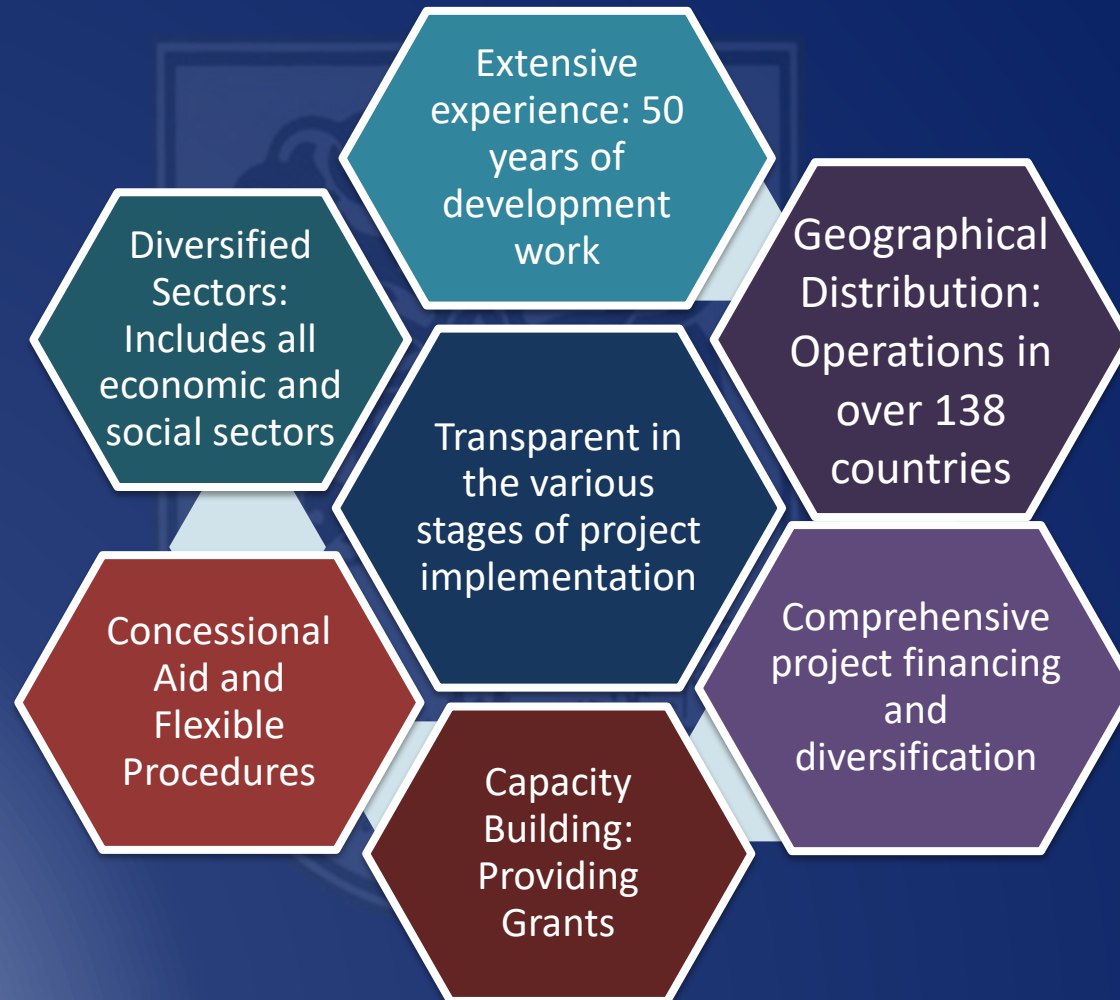 Extensive
experience: 50
years of
development
work
Geographical
Distribution:
Operations in
over 138
countries
Comprehensive
project financing
and
diversification
Capacity
Building:
Providing
Grants
Concessional
Aid and
Flexible
Procedures
Diversified
Sectors:
Includes all
economic and
social sectors
Transparent in
the various
stages of project
implementation